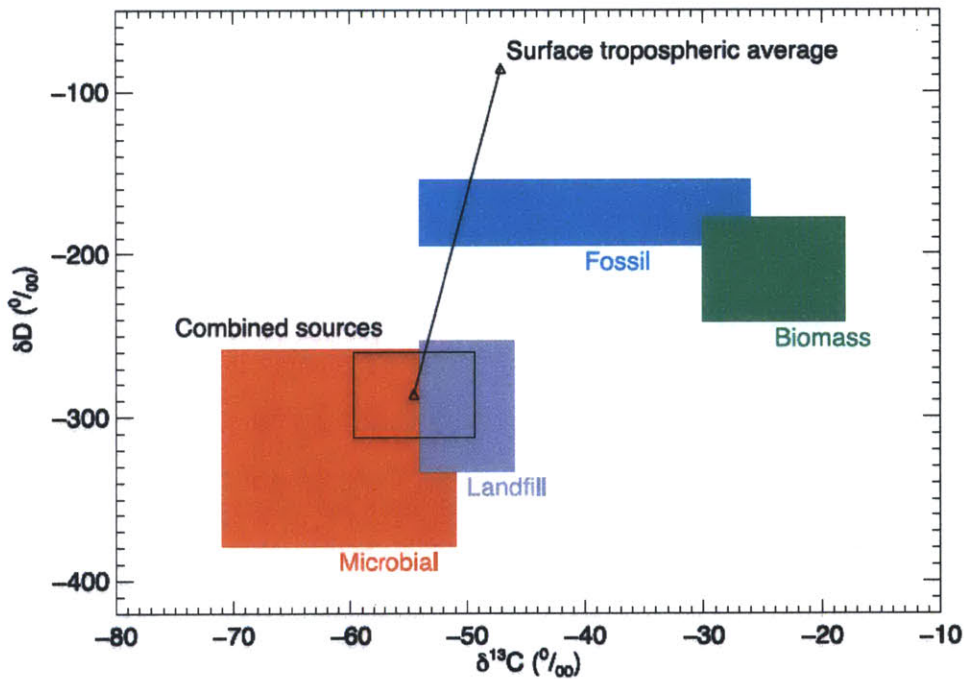 Surface tropospheric average
−100
−200
−300
−400
δD (⁰/₀₀)
Fossil
Biomass
Combined sources
Landfill
Microbial
−80 −70 −60 −50 −40 −30 −20 −10
δ¹³C (⁰/₀₀)